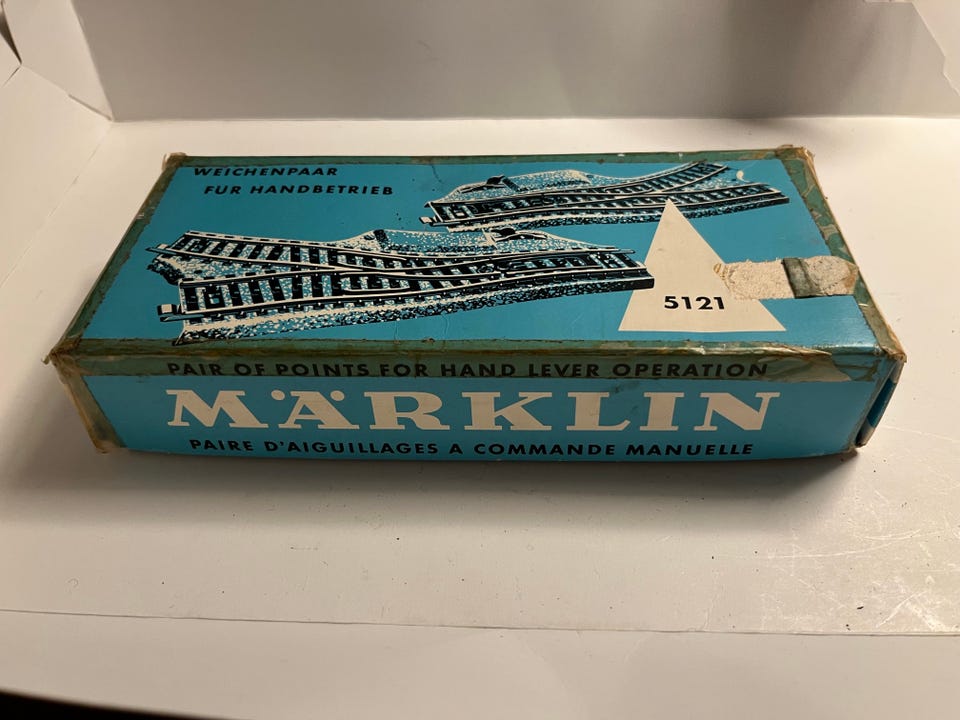 WEICHENPAAR
FÜR HANDBETRIEB
5121
PAIR OF POINTS FOR HAND LEVER OPERATION
MÄRKLIN
PAIRE D'AIGUILLAGES A COMMANDE MANUELLE